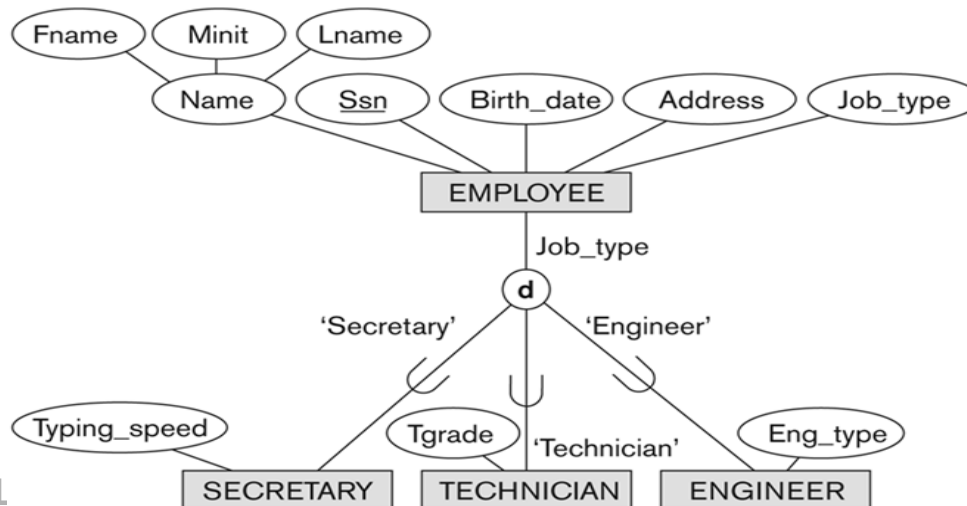 Fname Minit Lname
Name Ssn Birth_date Address Job_type
EMPLOYEE
Job_type
d
‘Secretary’ ‘Engineer’
Typing_speed Tgrade ‘Technician’ Eng_type
SECRETARY TECHNICIAN ENGINEER